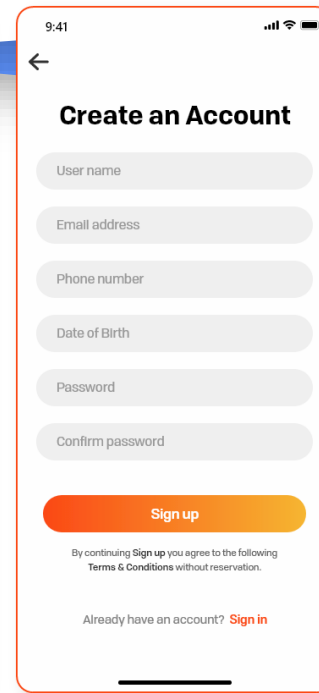 9:41
Create an Account
User name
Email address
Phone number
Date of Birth
Password
Confirm password
Sign up
By continuing Sign up you agree to the following
Terms & Conditions without reservation.
Already have an account? Sign in